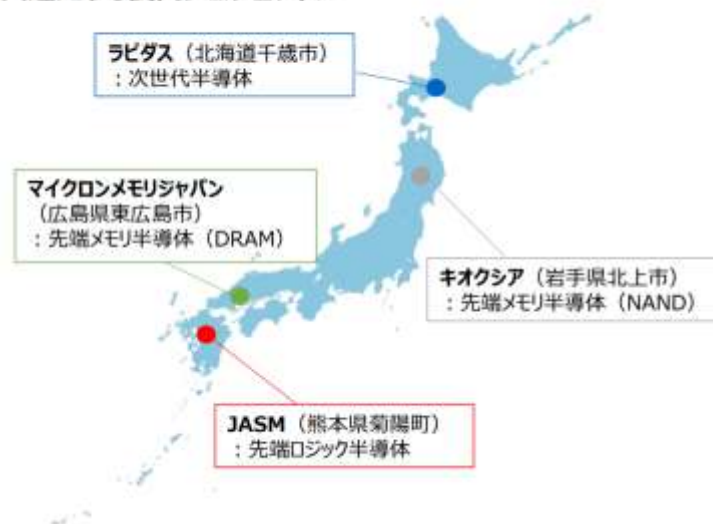 ラピダス（北海道千歳市）
：次世代半導体
マイクロンメモリジャパン
（広島県東広島市）
：先端メモリ半導体（DRAM）
キオクシア（岩手県北上市）
：先端メモリ半導体（NAND）
JASM（熊本県菊陽町）
：先端ロジック半導体